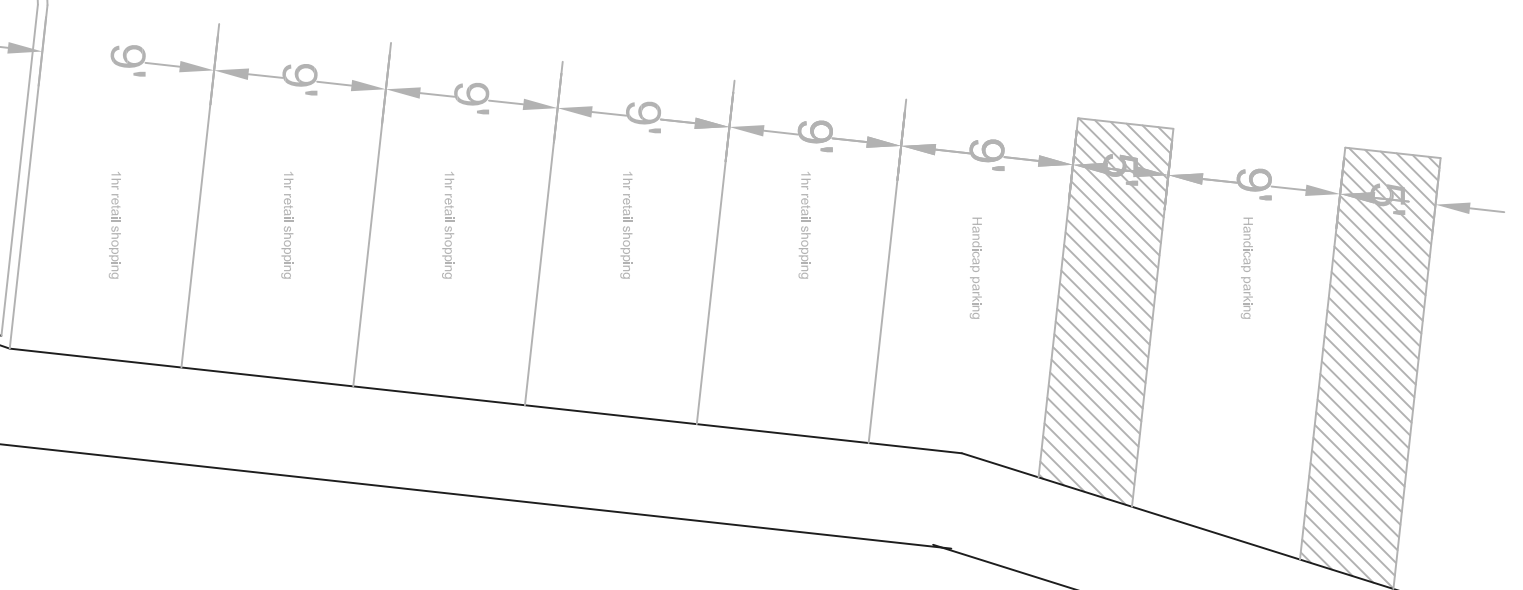 9'
9'
9'
9'
9'
9'
5'
9'
5'
1hr retail shopping
1hr retail shopping
1hr retail shopping
1hr retail shopping
1hr retail shopping
Handicap parking
Handicap parking